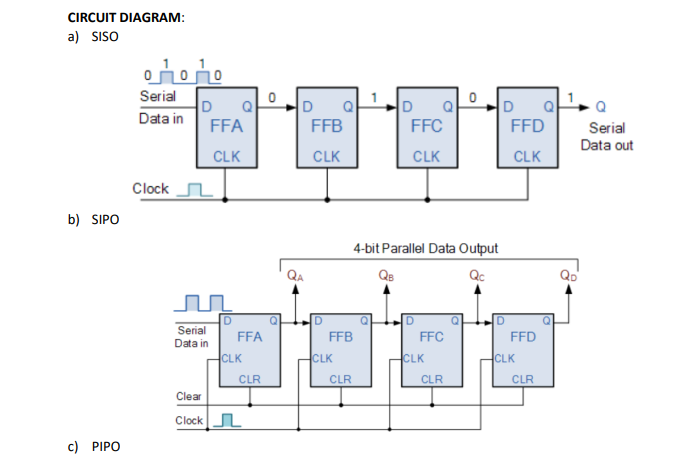 CIRCUIT DIAGRAM:
a) SISO
0 1 0 1 0
Serial
Data in
D Q 0 D Q 1 D Q 0 D Q 1 Q
FFA FFB FFC FFD
Serial
Data out
CLK CLK CLK CLK
Clock
b) SIPO
4-bit Parallel Data Output
QA QB QC QD
D Q D Q D Q D Q
Serial
Data in
FFA FFB FFC FFD
CLK CLK CLK CLK
CLR CLR CLR CLR
Clear
Clock
c) PIPO